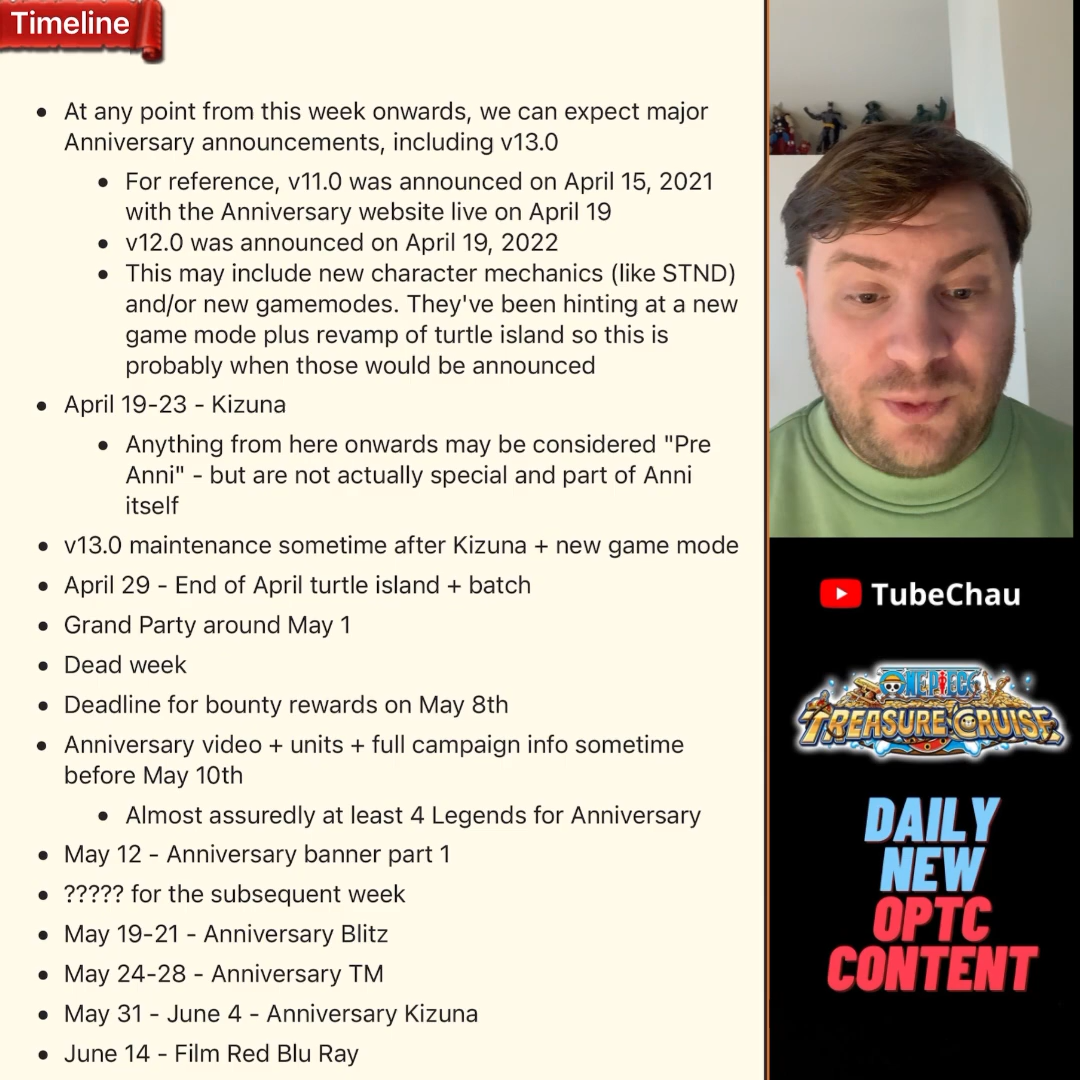 Timeline
• At any point from this week onwards, we can expect major
Anniversary announcements, including v13.0
• For reference, v11.0 was announced on April 15, 2021
with the Anniversary website live on April 19
• v12.0 was announced on April 19, 2022
• This may include new character mechanics (like STND)
and/or new gamemodes. They've been hinting at a new
game mode plus revamp of turtle island so this is
probably when those would be announced
• April 19-23 - Kizuna
• Anything from here onwards may be considered "Pre
Anni" - but are not actually special and part of Anni
itself
• v13.0 maintenance sometime after Kizuna + new game mode
• April 29 - End of April turtle island + batch
• Grand Party around May 1
• Dead week
• Deadline for bounty rewards on May 8th
• Anniversary video + units + full campaign info sometime
before May 10th
• Almost assuredly at least 4 Legends for Anniversary
• May 12 - Anniversary banner part 1
• ????? for the subsequent week
• May 19-21 - Anniversary Blitz
• May 24-28 - Anniversary TM
• May 31 - June 4 - Anniversary Kizuna
• June 14 - Film Red Blu Ray
TubeChau
ONE PIECE
TREASURE CRUISE
DAILY
NEW
OPTC
CONTENT